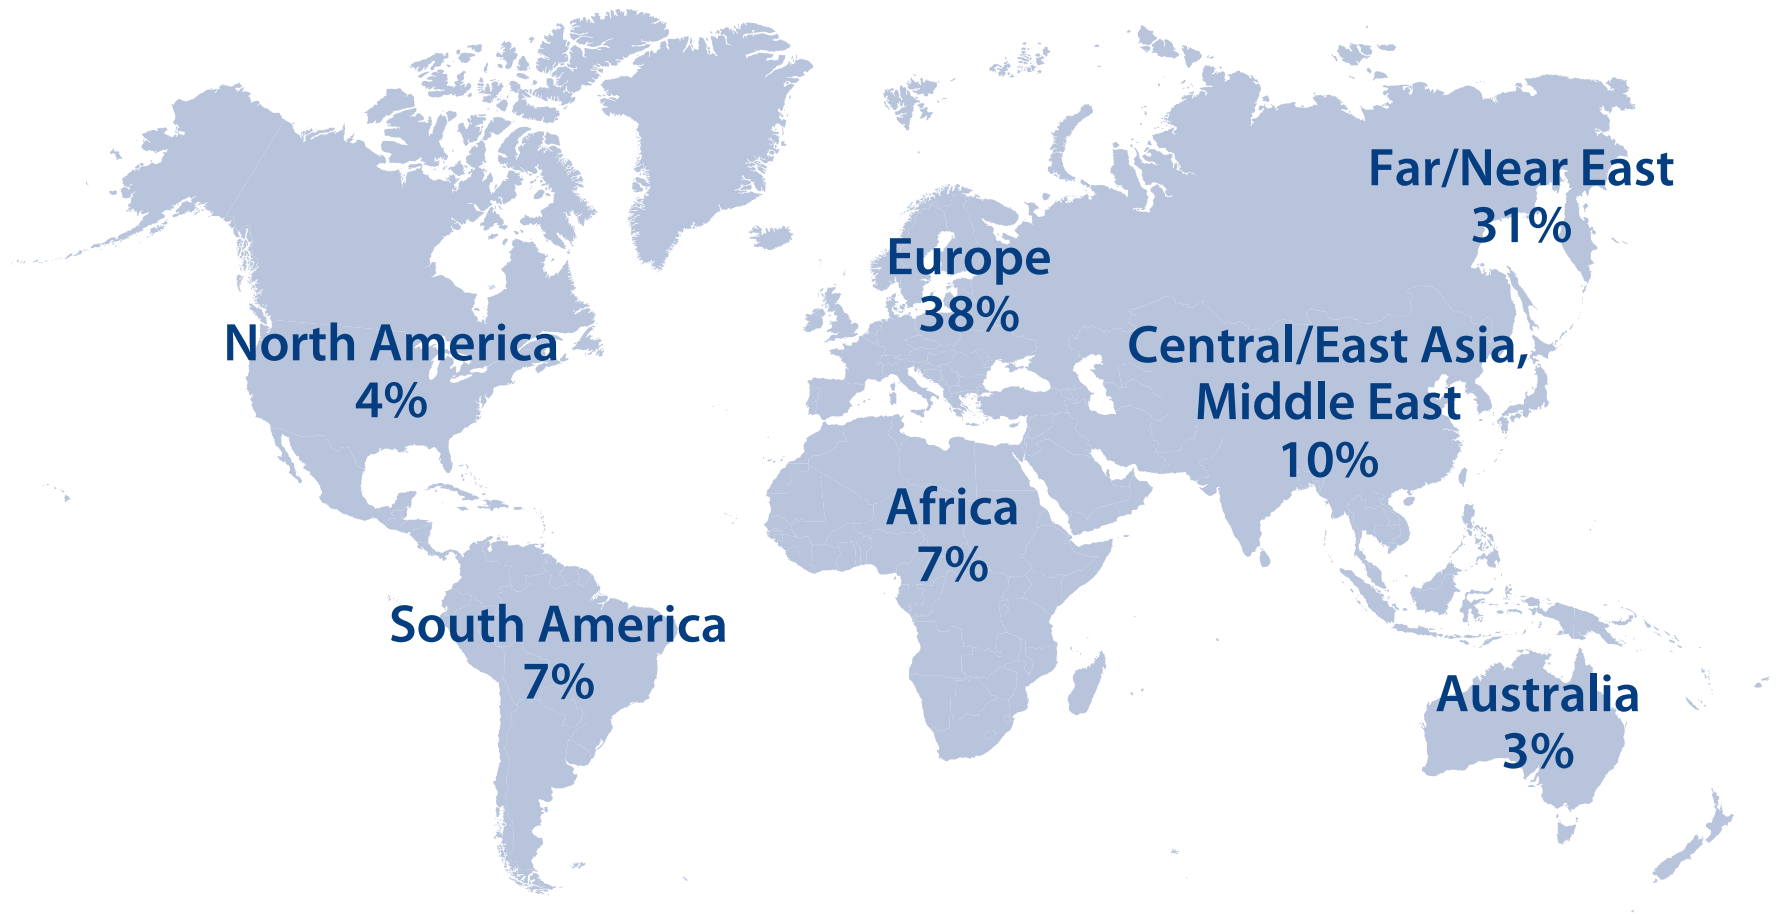 Far/Near East
31%
Europe
38%
North America
4%
Central/East Asia,
Middle East
10%
Africa
7%
South America
7%
Australia
3%